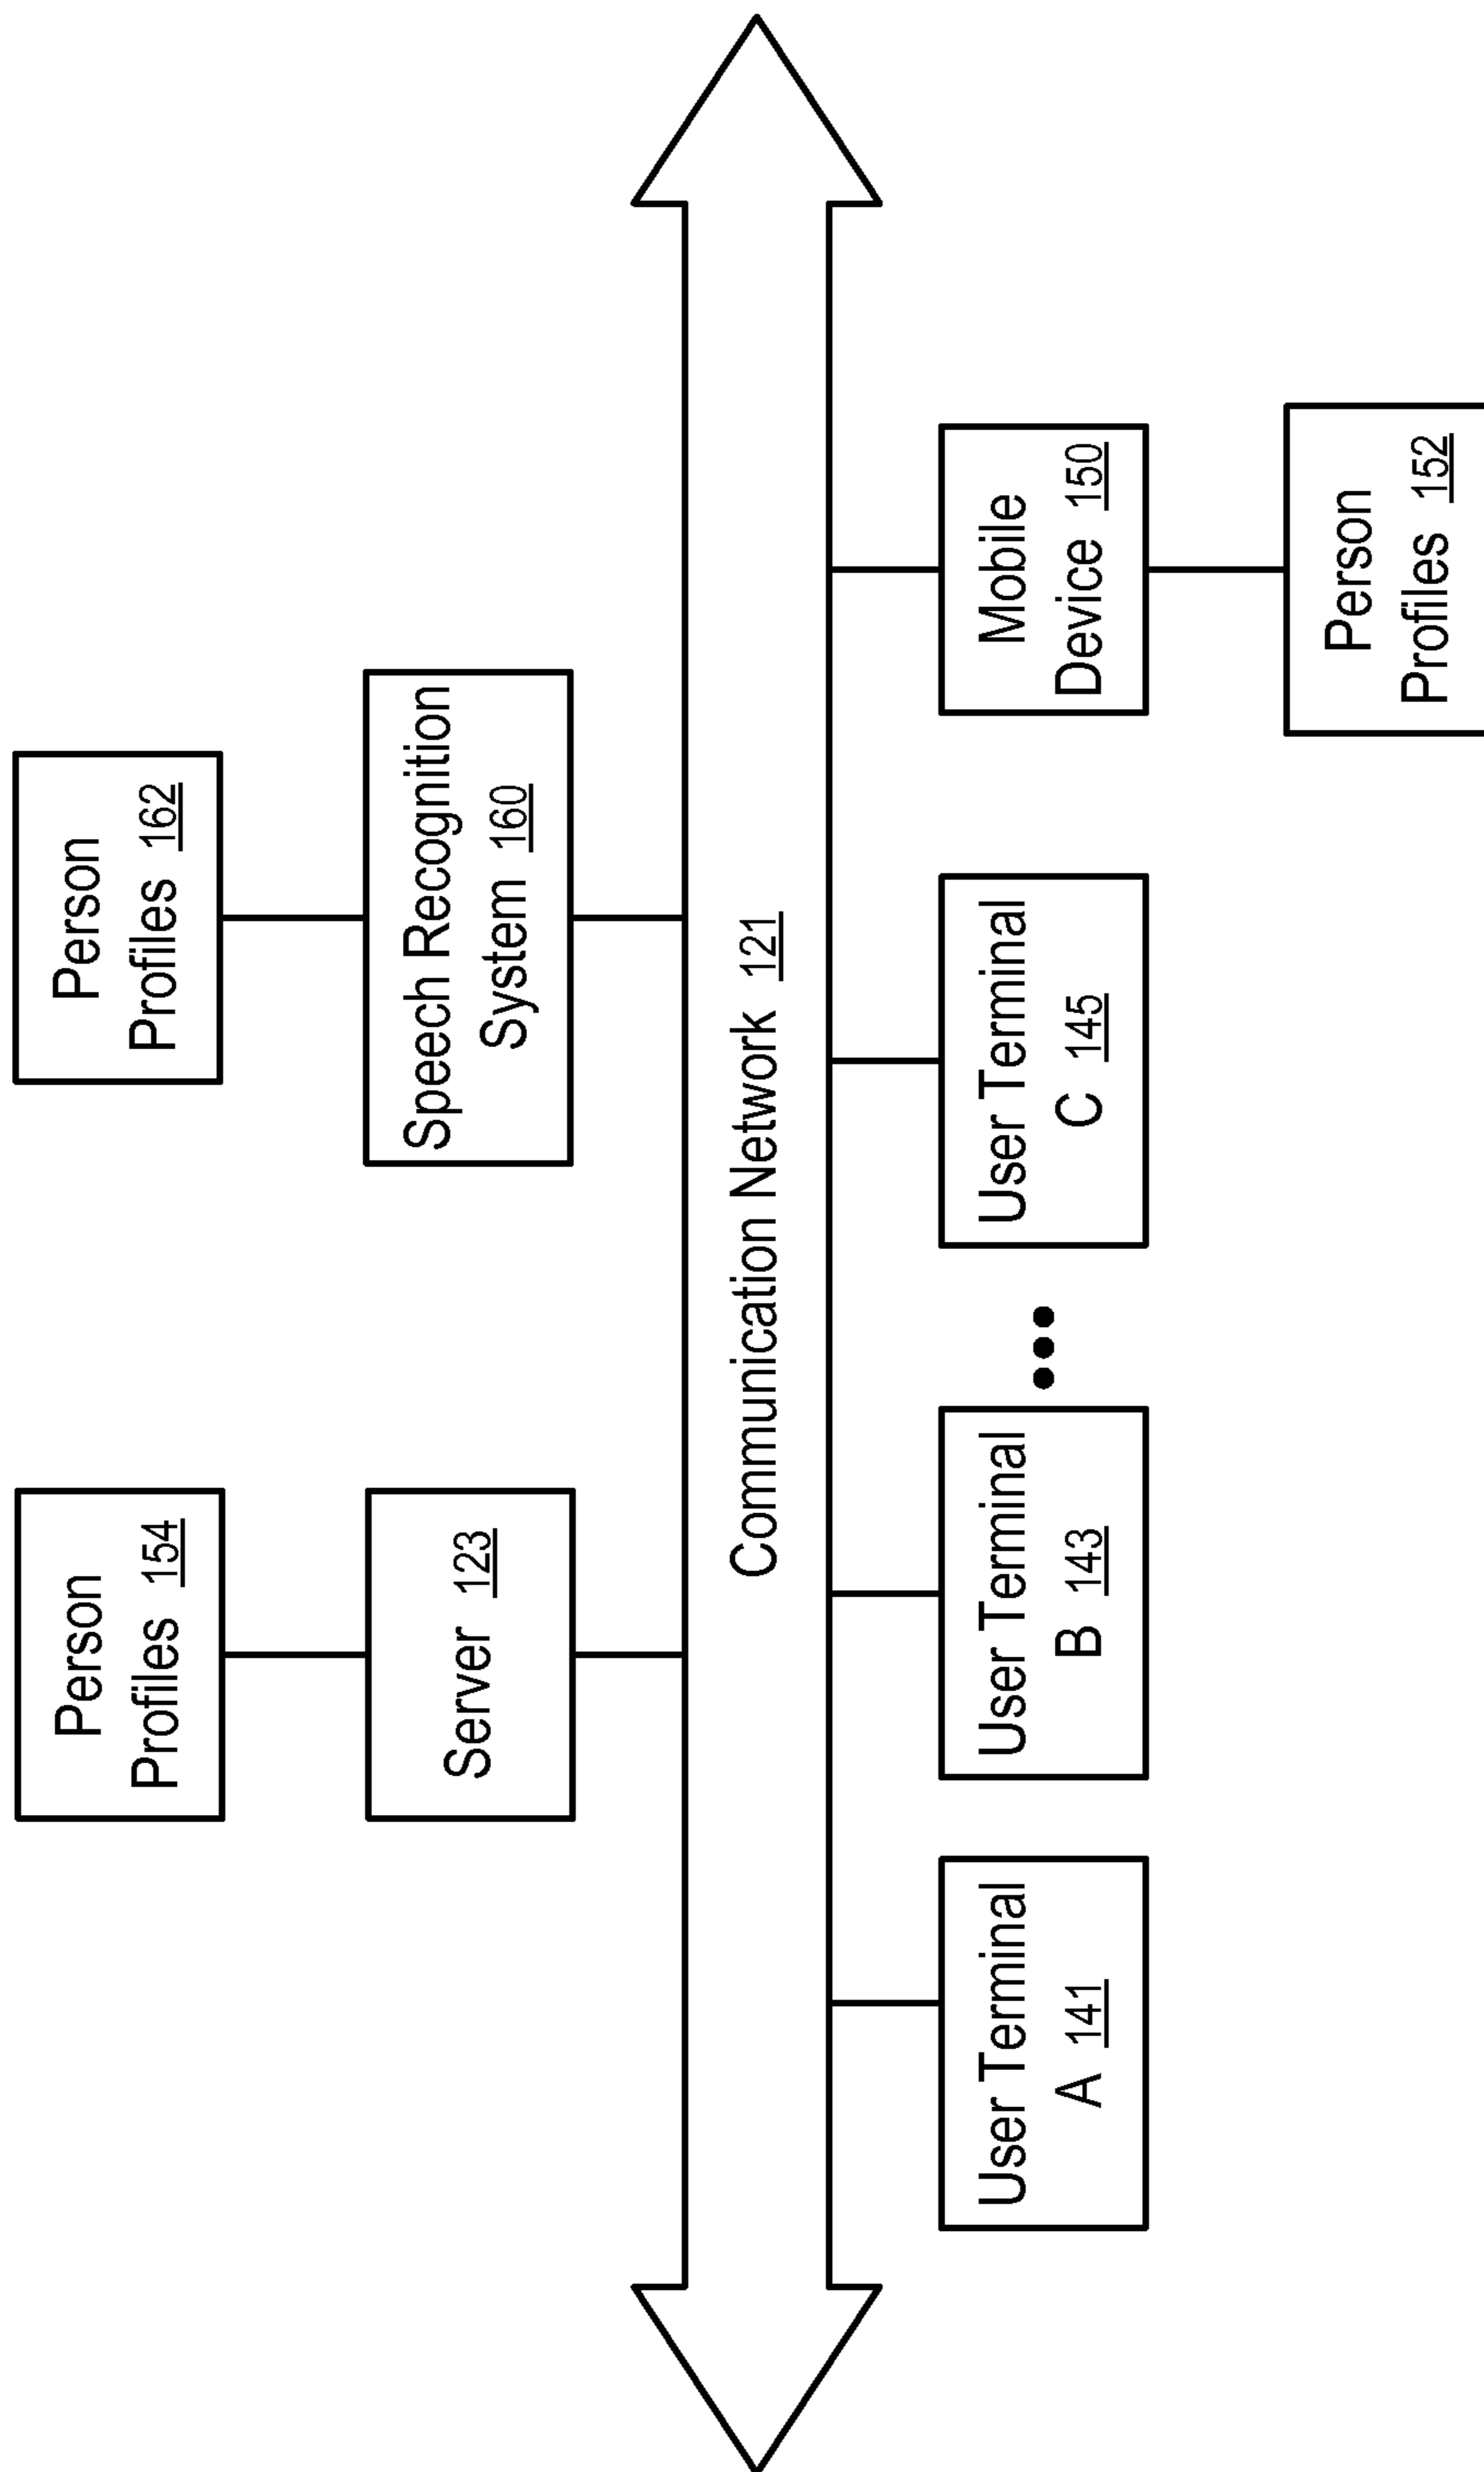 Person
Profiles 154
Person
Profiles 162
Server 123
Speech Recognition
System 160
Communication Network 121
User Terminal
A 141
User Terminal
B 143
User Terminal
C 145
Mobile
Device 150
Person
Profiles 152